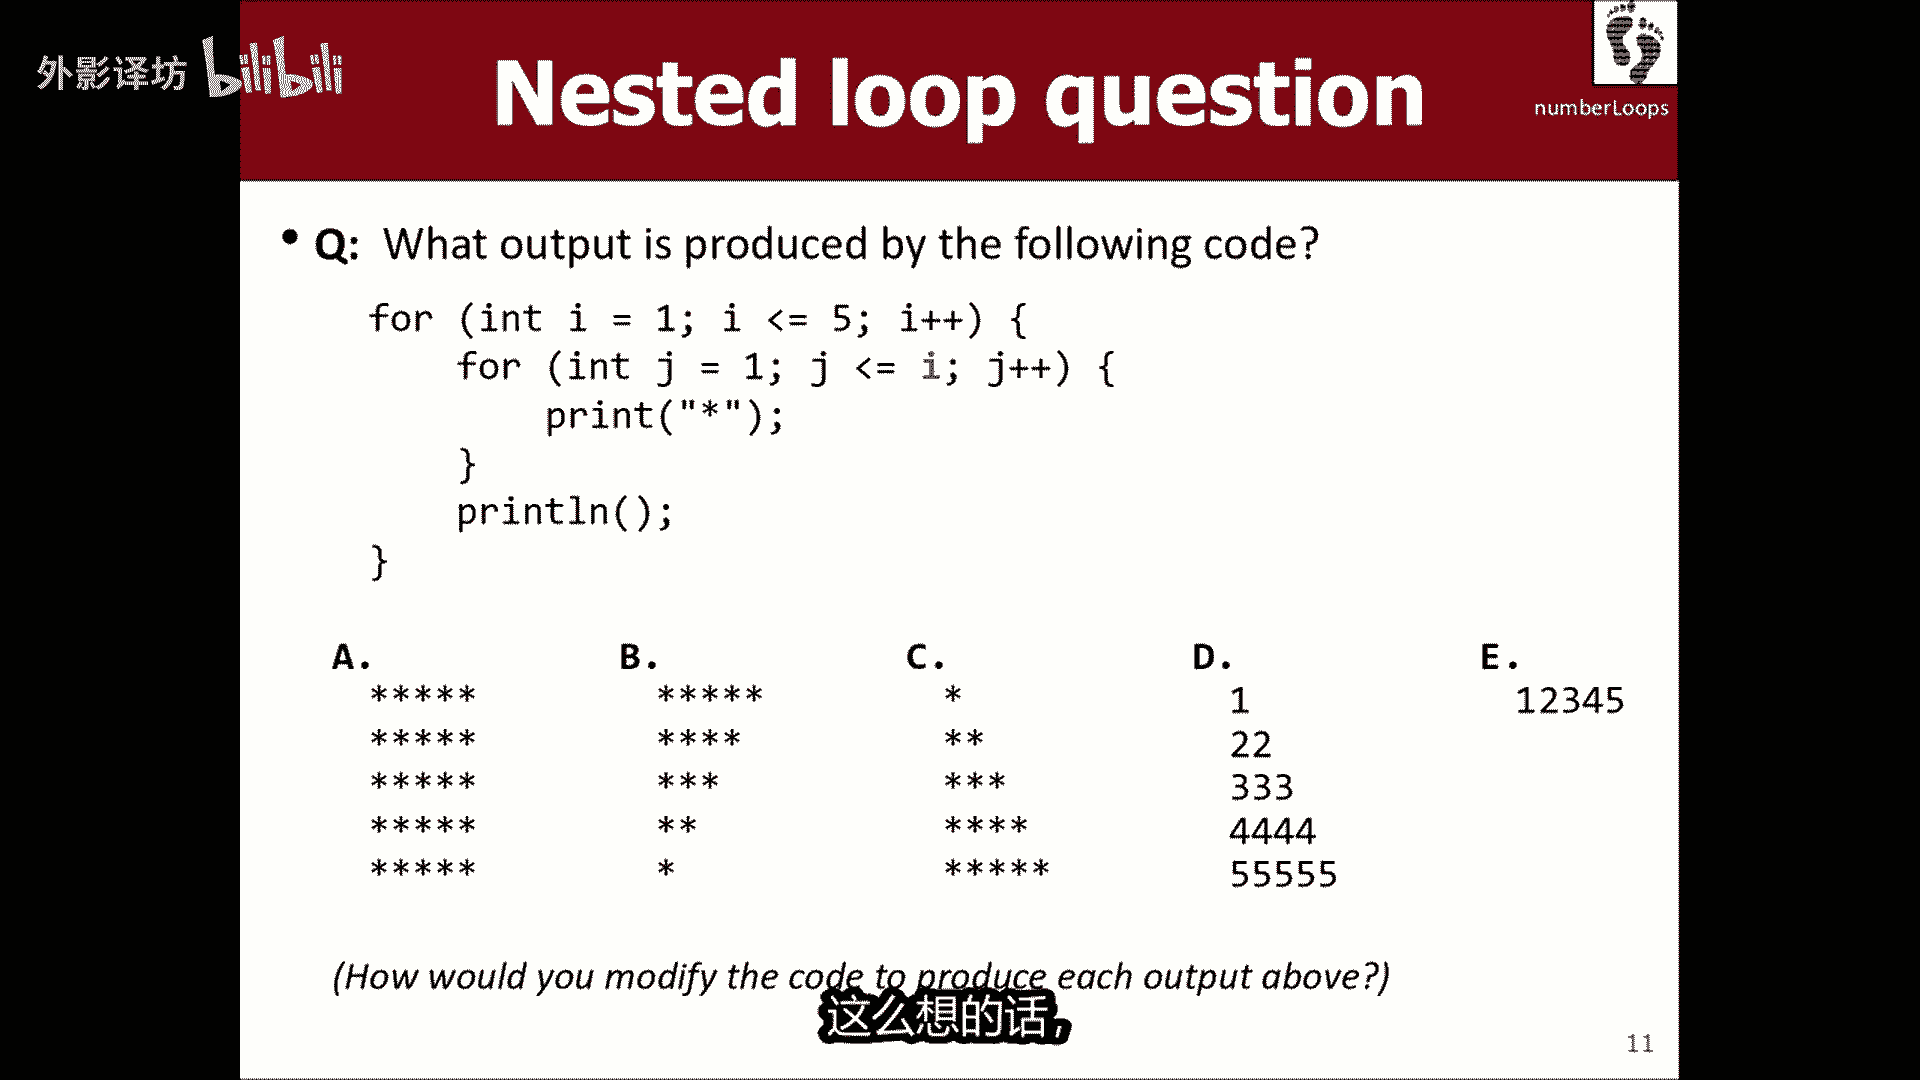 外影译坊 bilibili
Nested loop question
numberLoops
• Q: What output is produced by the following code?
for (int i = 1; i <= 5; i++) {
    for (int j = 1; j <= i; j++) {
        print("*");
    }
    println();
}
A. B. C. D. E.
***** ***** * 1 12345
***** **** ** 22
***** *** *** 333
***** ** **** 4444
***** * ***** 55555
(How would you modify the code to produce each output above?)
这么想的话,
11